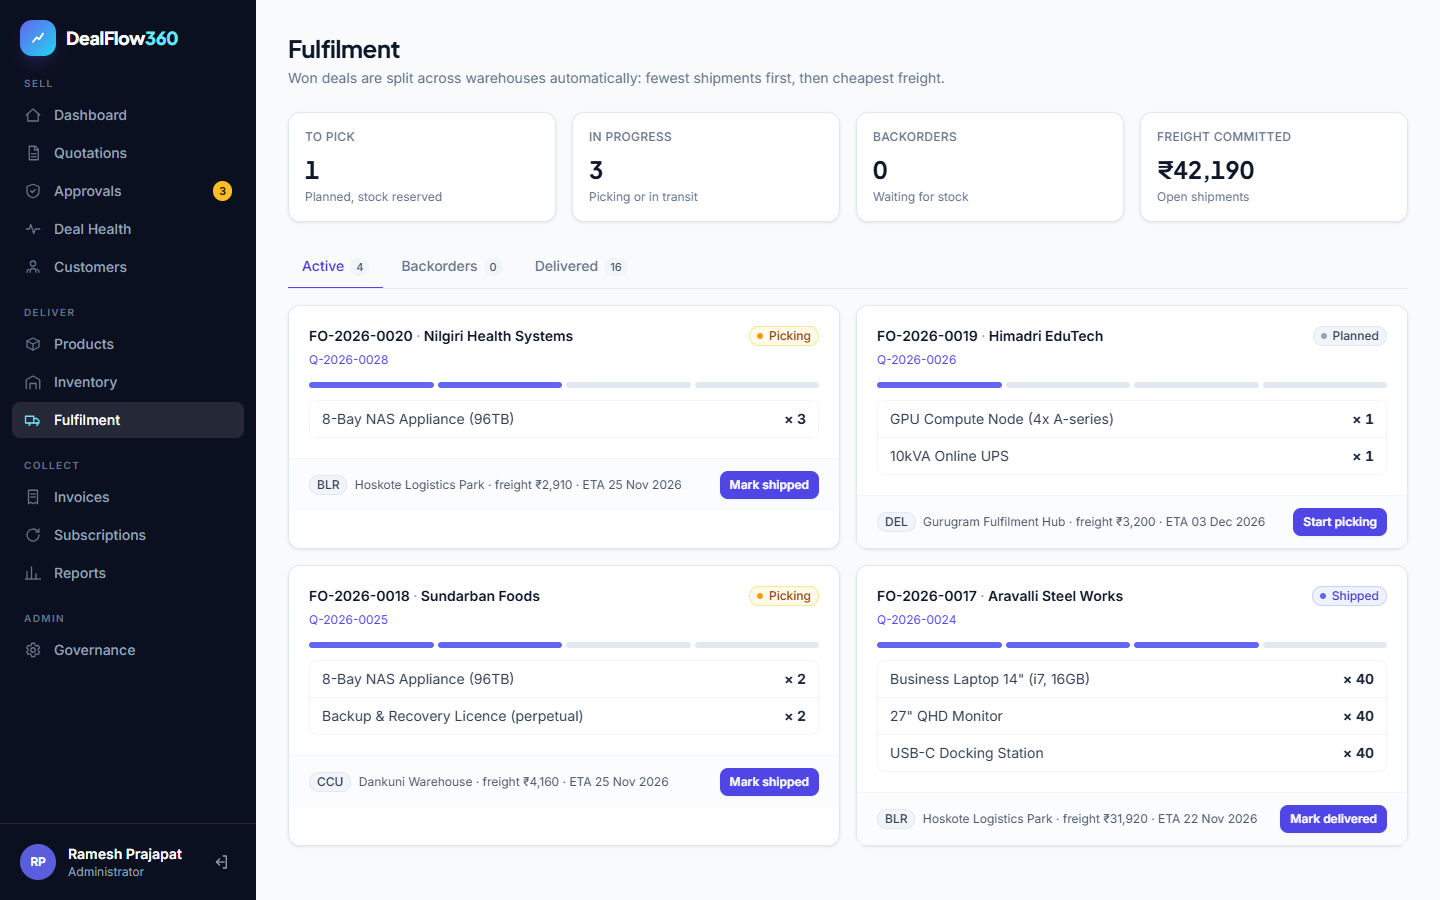 DealFlow360
SELL
Dashboard
Quotations
Approvals 3
Deal Health
Customers
DELIVER
Products
Inventory
Fulfilment
COLLECT
Invoices
Subscriptions
Reports
ADMIN
Governance
RP
Ramesh Prajapat
Administrator
Fulfilment
Won deals are split across warehouses automatically: fewest shipments first, then cheapest freight.
TO PICK
1
Planned, stock reserved
IN PROGRESS
3
Picking or in transit
BACKORDERS
0
Waiting for stock
FREIGHT COMMITTED
₹42,190
Open shipments
Active 4 Backorders 0 Delivered 16
FO-2026-0020 · Nilgiri Health Systems Picking
Q-2026-0028
8-Bay NAS Appliance (96TB) × 3
BLR Hoskote Logistics Park · freight ₹2,910 · ETA 25 Nov 2026 Mark shipped
FO-2026-0019 · Himadri EduTech Planned
Q-2026-0026
GPU Compute Node (4x A-series) × 1
10kVA Online UPS × 1
DEL Gurugram Fulfilment Hub · freight ₹3,200 · ETA 03 Dec 2026 Start picking
FO-2026-0018 · Sundarban Foods Picking
Q-2026-0025
8-Bay NAS Appliance (96TB) × 2
Backup & Recovery Licence (perpetual) × 2
CCU Dankuni Warehouse · freight ₹4,160 · ETA 25 Nov 2026 Mark shipped
FO-2026-0017 · Aravalli Steel Works Shipped
Q-2026-0024
Business Laptop 14" (i7, 16GB) × 40
27" QHD Monitor × 40
USB-C Docking Station × 40
BLR Hoskote Logistics Park · freight ₹31,920 · ETA 22 Nov 2026 Mark delivered